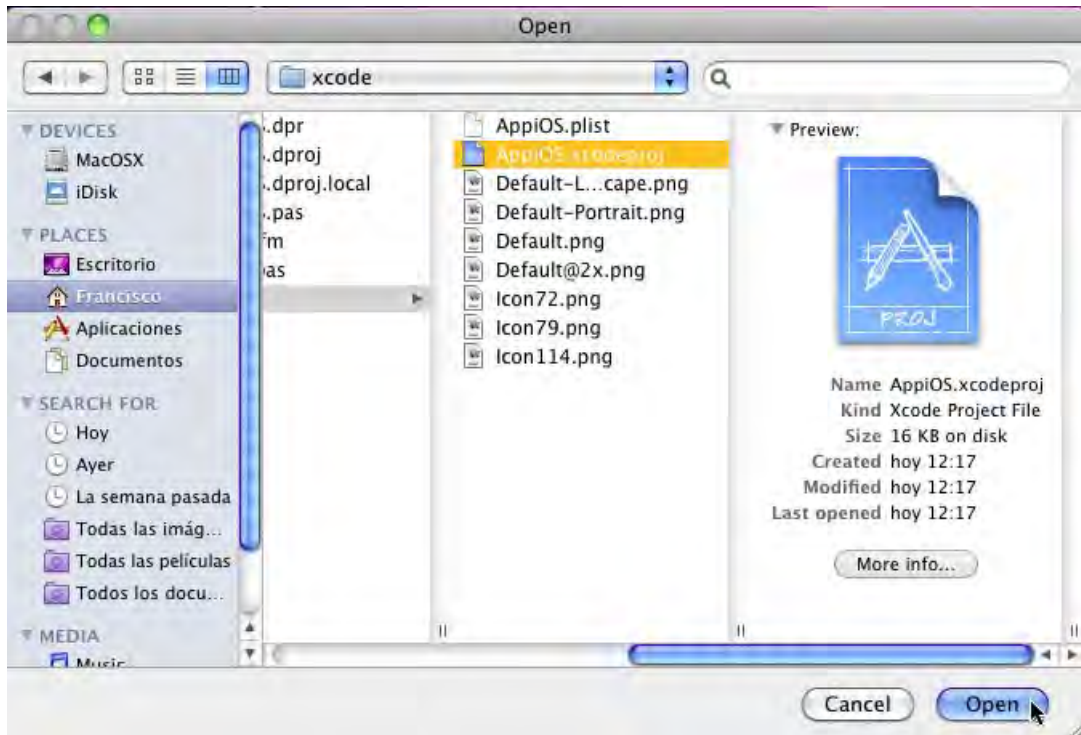 Open
xcode
DEVICES
MacOSX
iDisk
PLACES
Escritorio
Francisco
Aplicaciones
Documentos
SEARCH FOR
Hoy
Ayer
La semana pasada
Todas las imág...
Todas las películas
Todos los docu...
MEDIA
Music
.dpr
.dproj
.dproj.local
.pas
fm
as
AppiOS.plist
AppiOS.xcodeproj
Default-L...cape.png
Default-Portrait.png
Default.png
Default@2x.png
Icon72.png
Icon79.png
Icon114.png
Preview:
PROJ
Name AppiOS.xcodeproj
Kind Xcode Project File
Size 16 KB on disk
Created hoy 12:17
Modified hoy 12:17
Last opened hoy 12:17
More info...
Cancel
Open